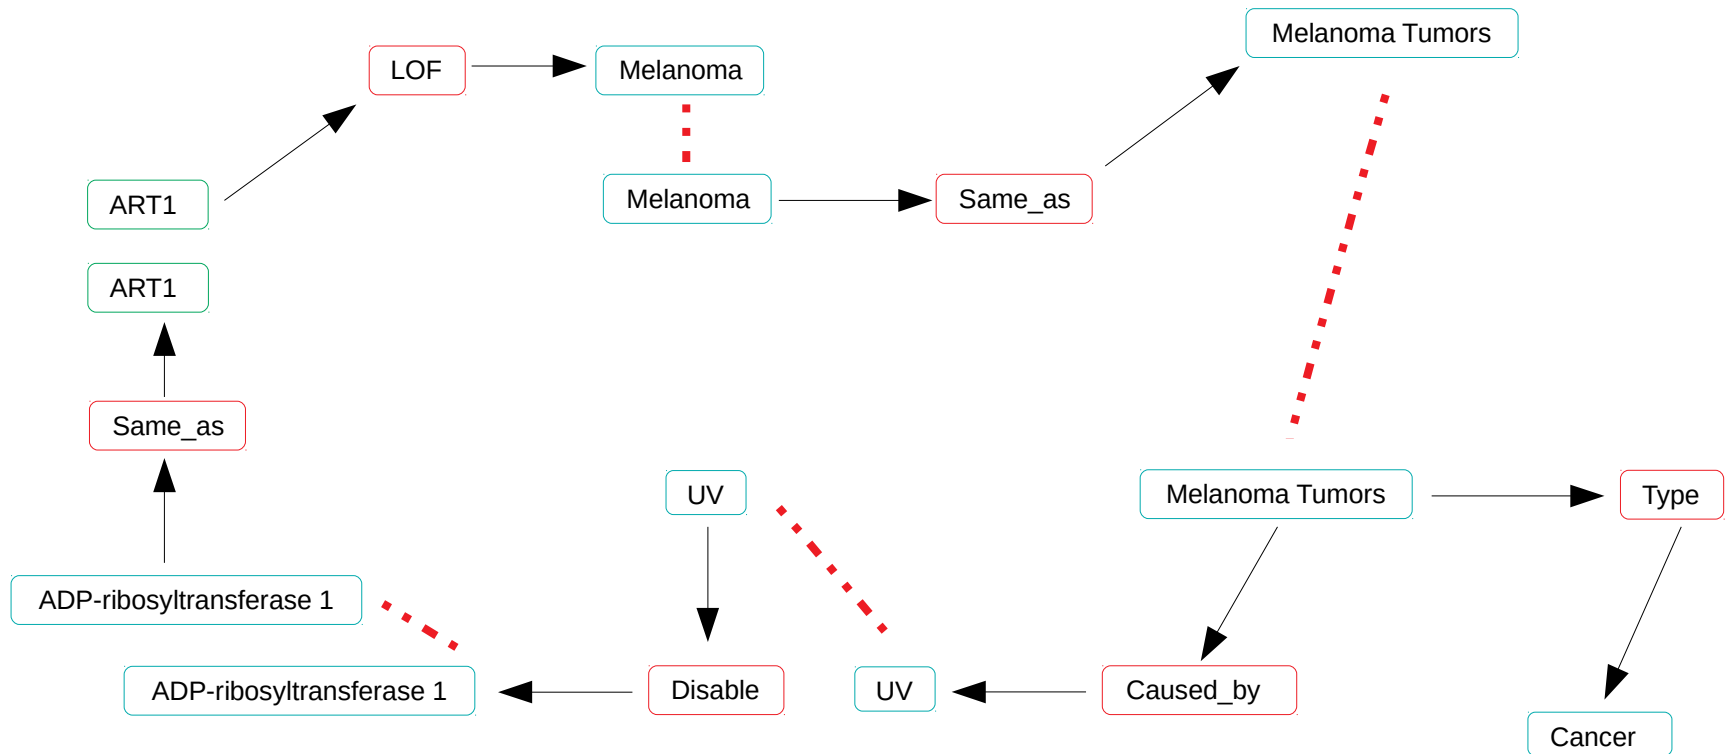 Melanoma Tumors
LOF
Melanoma
Melanoma
Same_as
ART1
ART1
Same_as
UV
Melanoma Tumors
Type
ADP-ribosyltransferase 1
ADP-ribosyltransferase 1
Disable
UV
Caused_by
Cancer